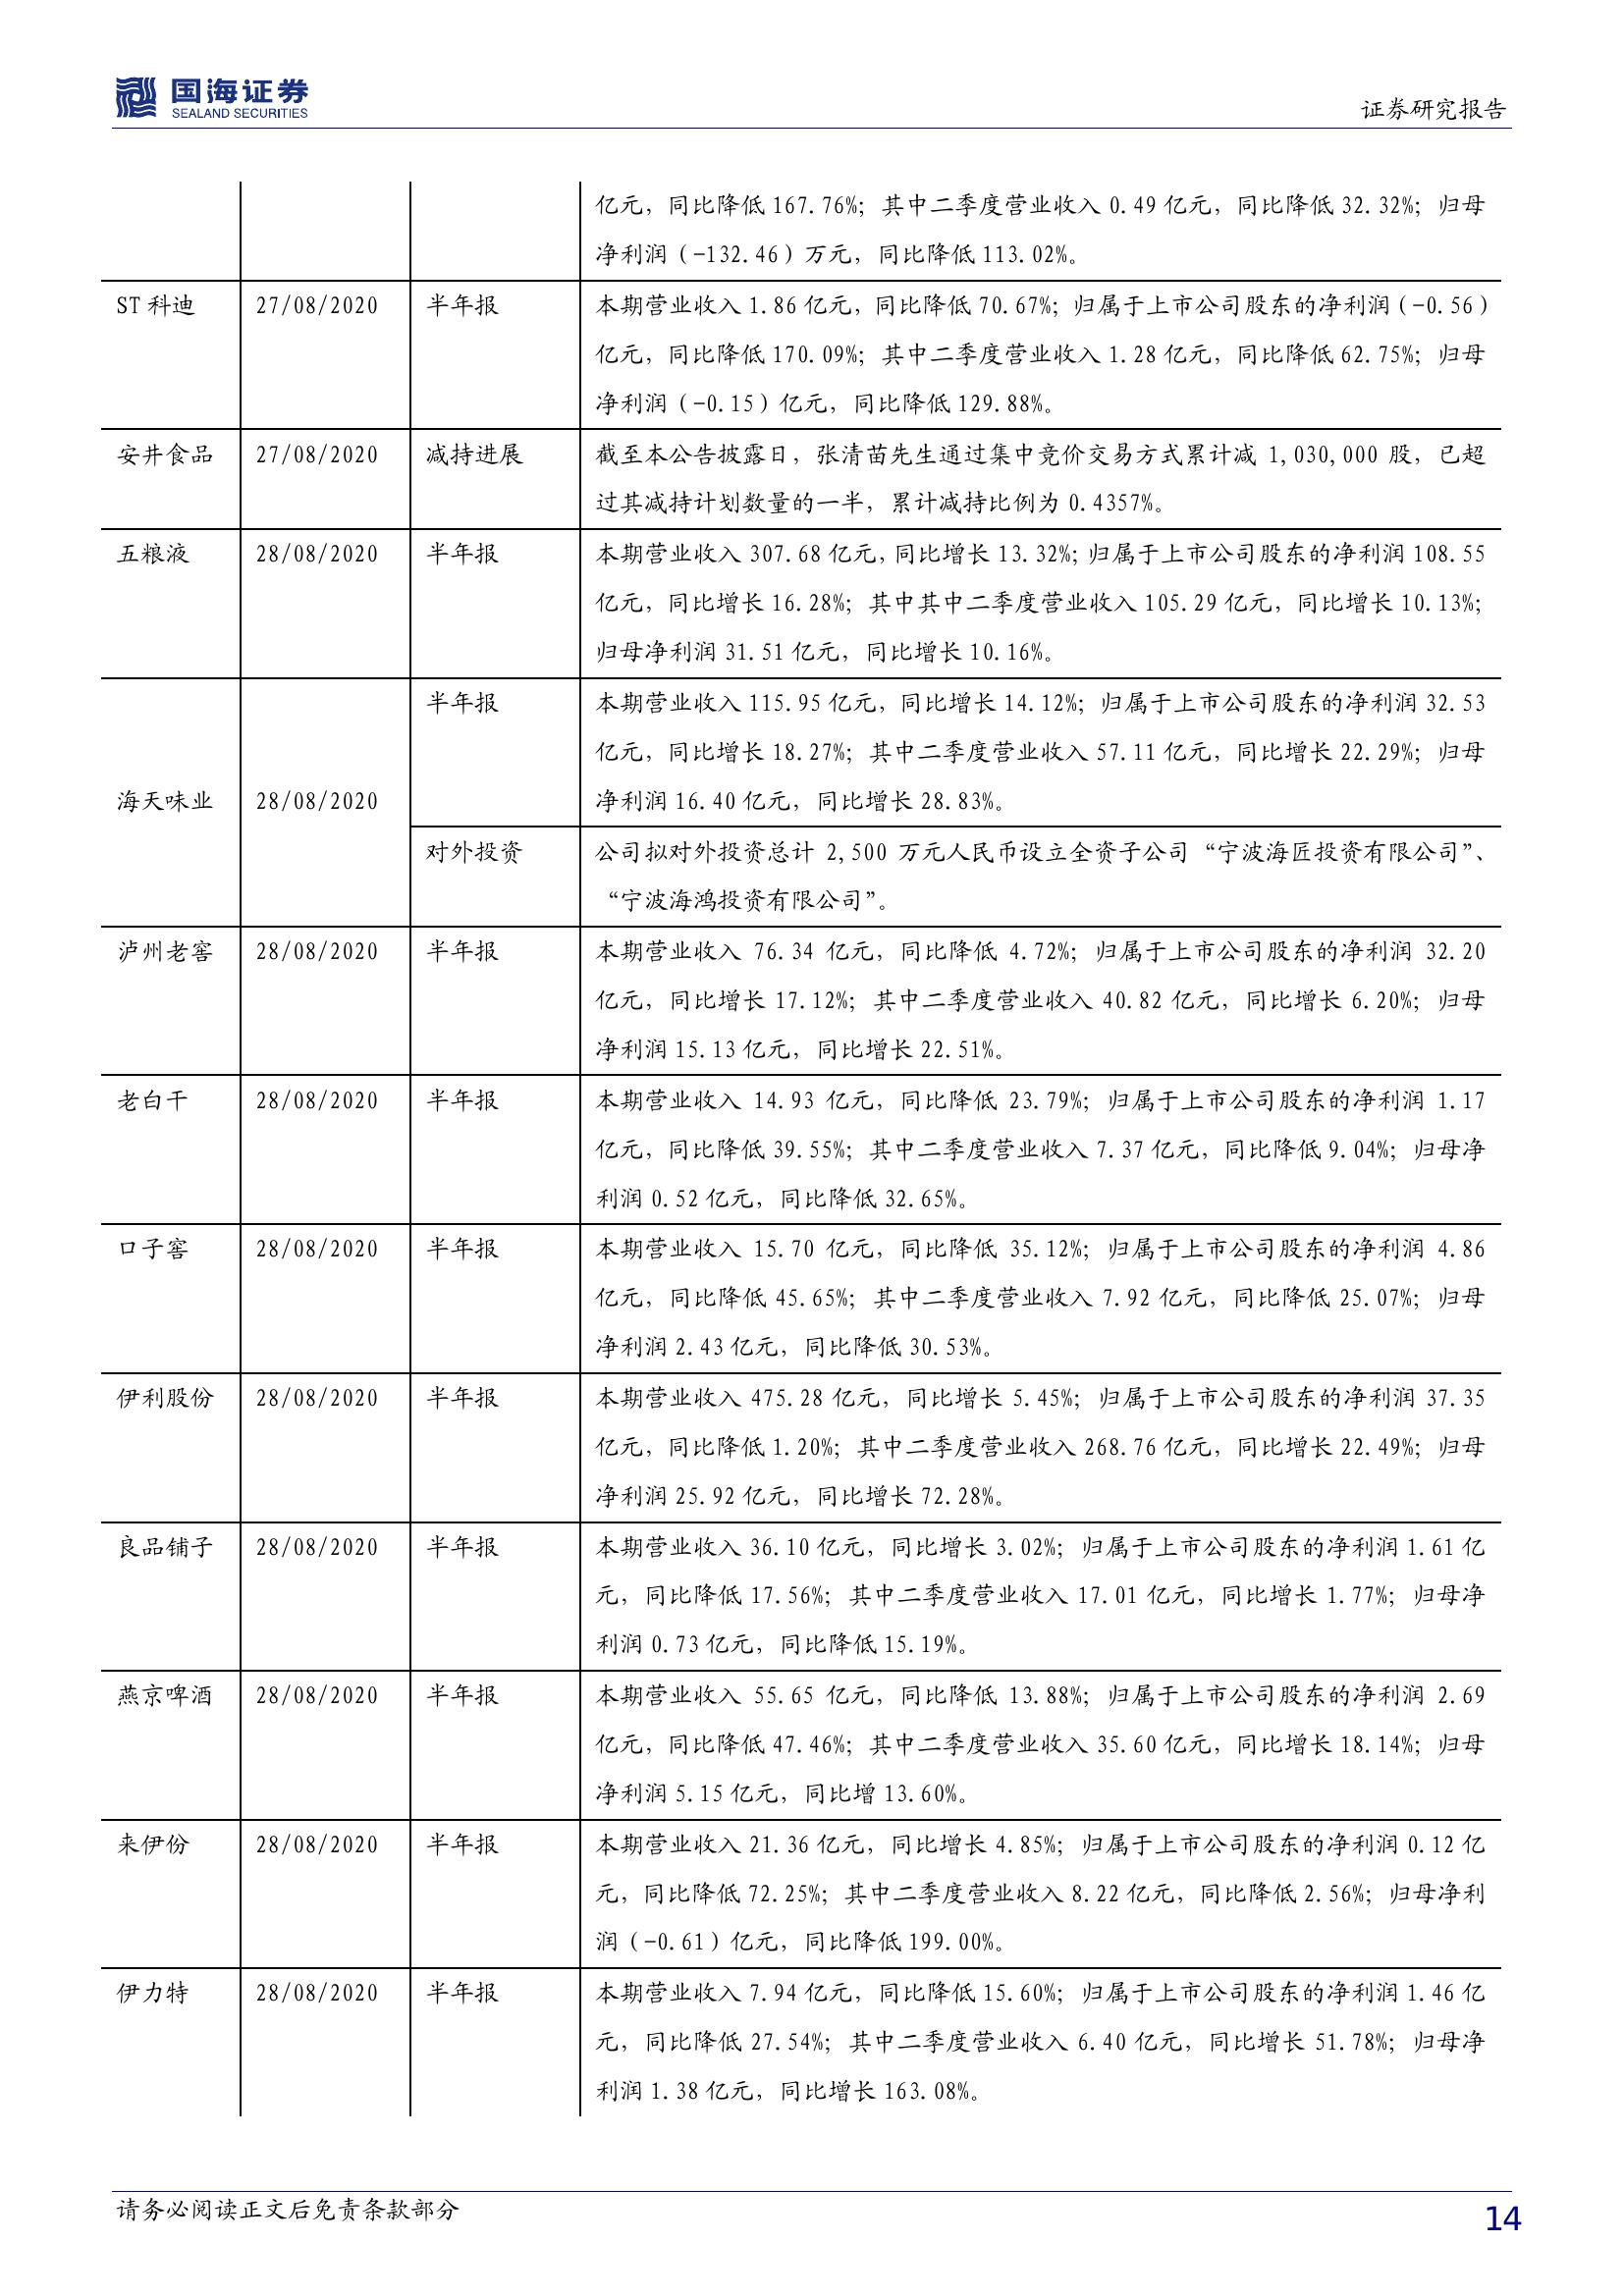 国海证券
SEALAND SECURITIES
证券研究报告
亿元，同比降低 167.76%；其中二季度营业收入 0.49 亿元，同比降低 32.32%；归母
净利润（-132.46）万元，同比降低 113.02%。
ST 科迪 27/08/2020 半年报 本期营业收入 1.86 亿元，同比降低 70.67%；归属于上市公司股东的净利润（-0.56）
亿元，同比降低 170.09%；其中二季度营业收入 1.28 亿元，同比降低 62.75%；归母
净利润（-0.15）亿元，同比降低 129.88%。
安井食品 27/08/2020 减持进展 截至本公告披露日，张清苗先生通过集中竞价交易方式累计减 1,030,000 股，已超
过其减持计划数量的一半，累计减持比例为 0.4357%。
五粮液 28/08/2020 半年报 本期营业收入 307.68 亿元，同比增长 13.32%；归属于上市公司股东的净利润 108.55
亿元，同比增长 16.28%；其中其中二季度营业收入 105.29 亿元，同比增长 10.13%；
归母净利润 31.51 亿元，同比增长 10.16%。
海天味业 28/08/2020 半年报 本期营业收入 115.95 亿元，同比增长 14.12%；归属于上市公司股东的净利润 32.53
亿元，同比增长 18.27%；其中二季度营业收入 57.11 亿元，同比增长 22.29%；归母
净利润 16.40 亿元，同比增长 28.83%。
对外投资 公司拟对外投资总计 2,500 万元人民币设立全资子公司“宁波海匠投资有限公司”、
“宁波海鸿投资有限公司”。
泸州老窖 28/08/2020 半年报 本期营业收入 76.34 亿元，同比降低 4.72%；归属于上市公司股东的净利润 32.20
亿元，同比增长 17.12%；其中二季度营业收入 40.82 亿元，同比增长 6.20%；归母
净利润 15.13 亿元，同比增长 22.51%。
老白干 28/08/2020 半年报 本期营业收入 14.93 亿元，同比降低 23.79%；归属于上市公司股东的净利润 1.17
亿元，同比降低 39.55%；其中二季度营业收入 7.37 亿元，同比降低 9.04%；归母净
利润 0.52 亿元，同比降低 32.65%。
口子窖 28/08/2020 半年报 本期营业收入 15.70 亿元，同比降低 35.12%；归属于上市公司股东的净利润 4.86
亿元，同比降低 45.65%；其中二季度营业收入 7.92 亿元，同比降低 25.07%；归母
净利润 2.43 亿元，同比降低 30.53%。
伊利股份 28/08/2020 半年报 本期营业收入 475.28 亿元，同比增长 5.45%；归属于上市公司股东的净利润 37.35
亿元，同比降低 1.20%；其中二季度营业收入 268.76 亿元，同比增长 22.49%；归母
净利润 25.92 亿元，同比增长 72.28%。
良品铺子 28/08/2020 半年报 本期营业收入 36.10 亿元，同比增长 3.02%；归属于上市公司股东的净利润 1.61 亿
元，同比降低 17.56%；其中二季度营业收入 17.01 亿元，同比增长 1.77%；归母净
利润 0.73 亿元，同比降低 15.19%。
燕京啤酒 28/08/2020 半年报 本期营业收入 55.65 亿元，同比降低 13.88%；归属于上市公司股东的净利润 2.69
亿元，同比降低 47.46%；其中二季度营业收入 35.60 亿元，同比增长 18.14%；归母
净利润 5.15 亿元，同比增 13.60%。
来伊份 28/08/2020 半年报 本期营业收入 21.36 亿元，同比增长 4.85%；归属于上市公司股东的净利润 0.12 亿
元，同比降低 72.25%；其中二季度营业收入 8.22 亿元，同比降低 2.56%；归母净利
润（-0.61）亿元，同比降低 199.00%。
伊力特 28/08/2020 半年报 本期营业收入 7.94 亿元，同比降低 15.60%；归属于上市公司股东的净利润 1.46 亿
元，同比降低 27.54%；其中二季度营业收入 6.40 亿元，同比增长 51.78%；归母净
利润 1.38 亿元，同比增长 163.08%。
请务必阅读正文后免责条款部分
14